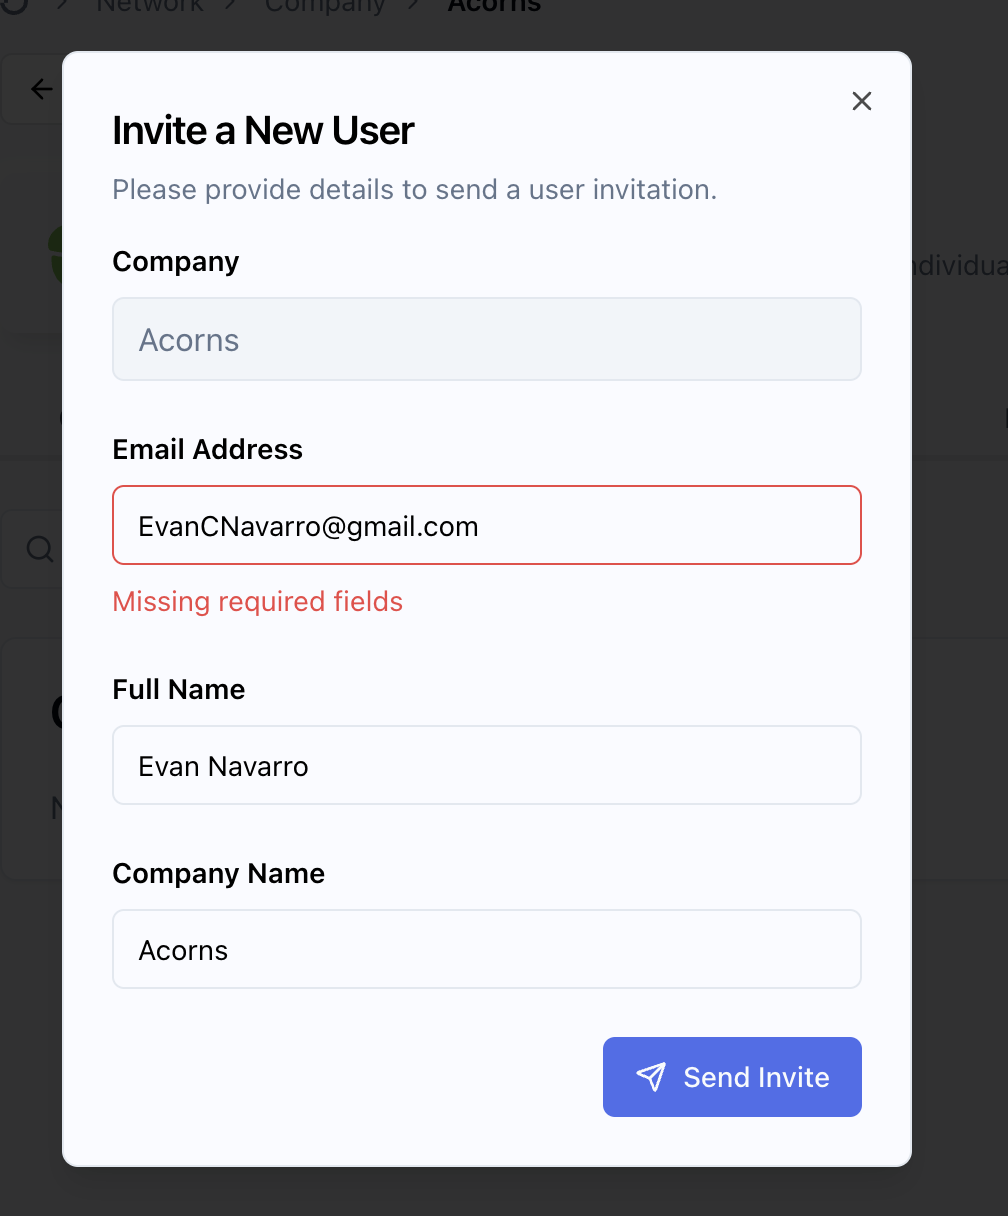 Network > Company > Acorns
Invite a New User
Please provide details to send a user invitation.
Company
Acorns
Email Address
EvanCNavarro@gmail.com
Missing required fields
Full Name
Evan Navarro
Company Name
Acorns
Send Invite